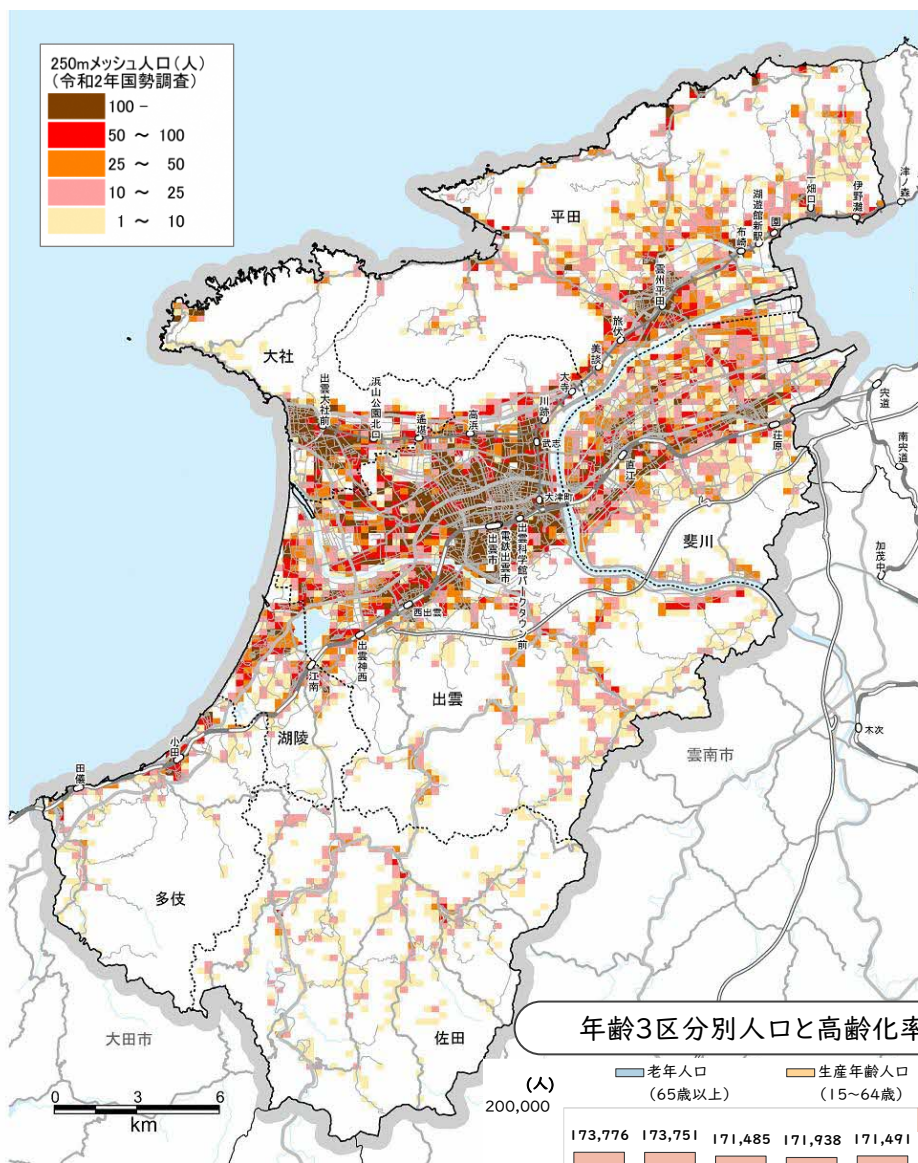 250mメッシュ人口(人)
(令和2年国勢調査)
100 -
50 ~ 100
25 ~ 50
10 ~ 25
1 ~ 10
津ノ森
伊野灘
一畑口
園
湖遊館新駅
布崎
平田
雲州平田
旅伏
美談
大寺
川跡
武志
大社
出雲大社前
浜山公園北口
遙堪
高浜
大津町
直江
荘原
宍道
南宍道
加茂中
木次
斐川
出雲科学館パークタウン前
電鉄出雲市
出雲市
西出雲
出雲神西
江南
出雲
湖陵
小田
田儀
雲南市
多伎
佐田
大田市
0 3 6
km
年齢3区分別人口と高齢化率
老年人口
(65歳以上)
生産年齢人口
(15~64歳)
(人)
200,000
173,776 173,751 171,485 171,938 171,491